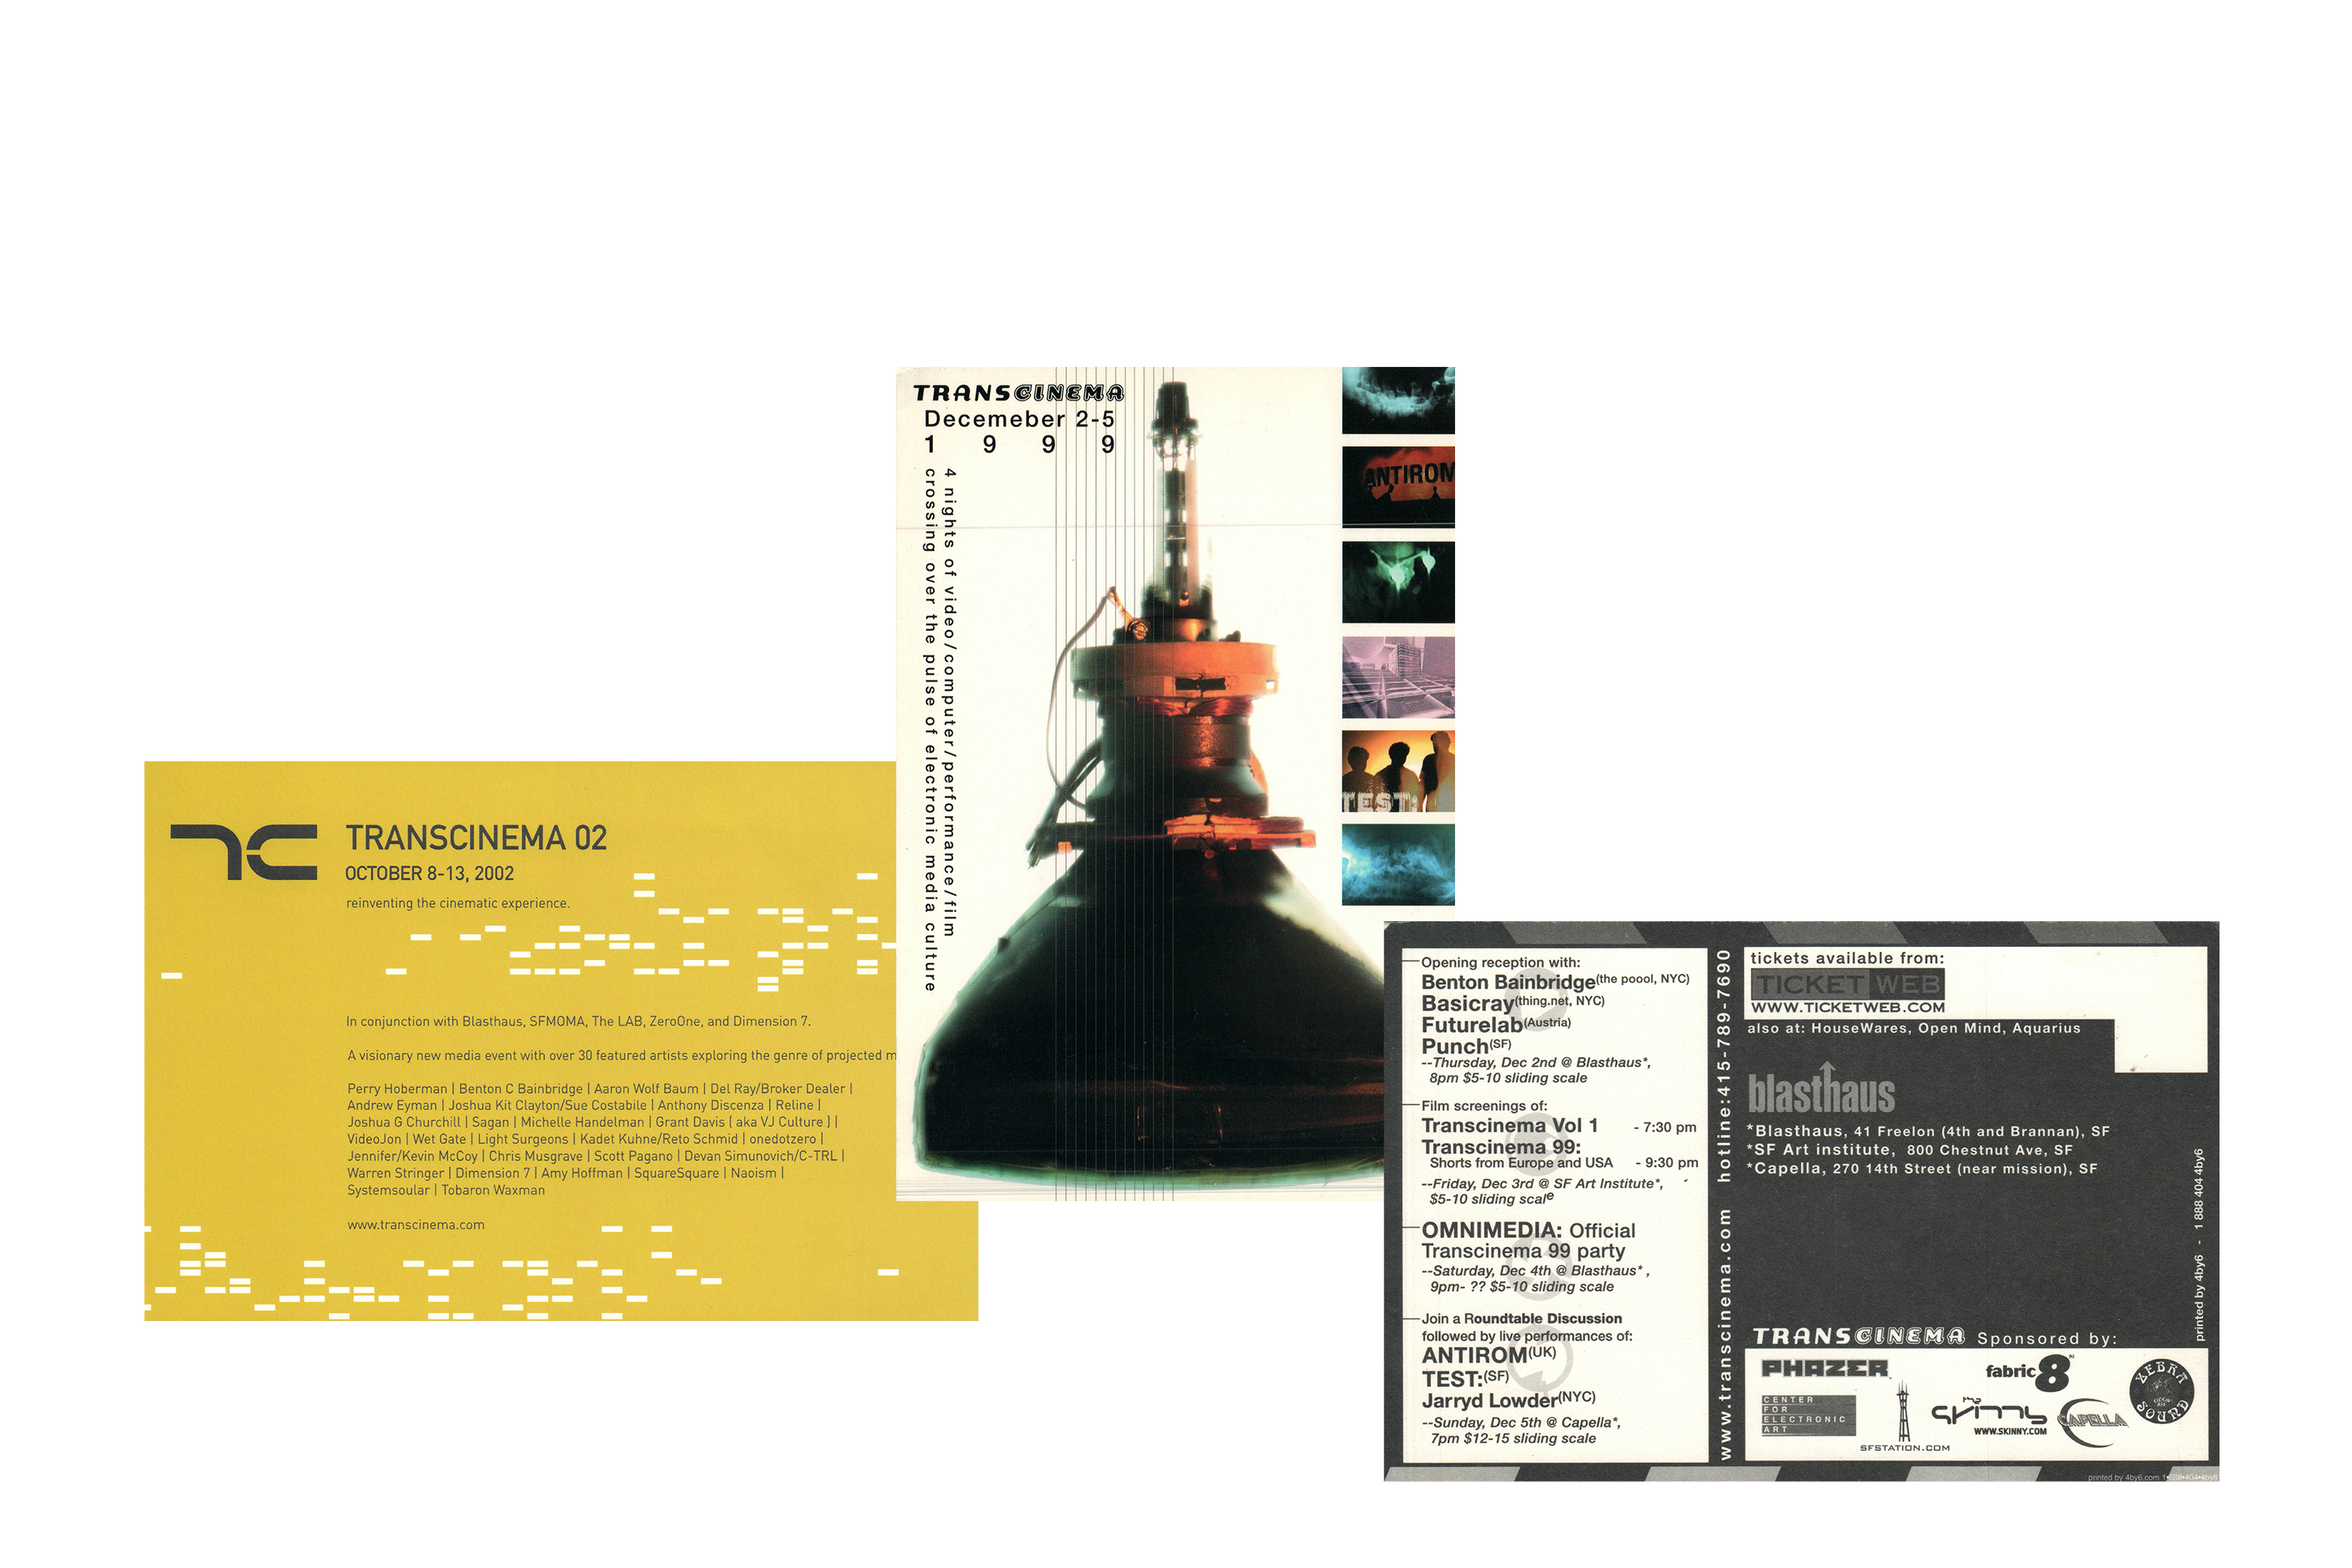 TRANSCINEMA 02
OCTOBER 8-13, 2002
reinventing the cinematic experience.
In conjunction with Blasthaus, SFMOMA, The LAB, ZeroOne, and Dimension 7.
A visionary new media event with over 30 featured artists exploring the genre of projected m
Perry Hoberman | Benton C Bainbridge | Aaron Wolf Baum | Del Ray/Broker Dealer |
Andrew Eyman | Joshua Kit Clayton/Sue Costabile | Anthony Discenza | Reline |
Joshua G Churchill | Sagan | Michelle Handelman | Grant Davis ( aka VJ Culture ) |
VideoJon | Wet Gate | Light Surgeons | Kadet Kuhne/Reto Schmid | onedotzero |
Jennifer/Kevin McCoy | Chris Musgrave | Scott Pagano | Devan Simunovich/C-TRL |
Warren Stringer | Dimension 7 | Amy Hoffman | SquareSquare | Naoism |
Systemsoular | Tobaron Waxman
www.transcinema.com
TRANSCINEMA
Decemeber 2-5
1 9 9 9
4 nights of video/computer/performance/film
crossing over the pulse of electronic media culture
ANTIROM
TEST:
Opening reception with:
Benton Bainbridge(the poool, NYC)
Basicray(thing.net, NYC)
Futurelab(Austria)
Punch(SF)
--Thursday, Dec 2nd @ Blasthaus*,
8pm $5-10 sliding scale
Film screenings of:
Transcinema Vol 1 - 7:30 pm
Transcinema 99:
Shorts from Europe and USA - 9:30 pm
--Friday, Dec 3rd @ SF Art Institute*,
$5-10 sliding scale
OMNIMEDIA: Official
Transcinema 99 party
--Saturday, Dec 4th @ Blasthaus* ,
9pm- ?? $5-10 sliding scale
Join a Roundtable Discussion
followed by live performances of:
ANTIROM(UK)
TEST:(SF)
Jarryd Lowder(NYC)
--Sunday, Dec 5th @ Capella*,
7pm $12-15 sliding scale
www.transcinema.com hotline:415-789-7690
tickets available from:
TICKET WEB
WWW.TICKETWEB.COM
also at: HouseWares, Open Mind, Aquarius
blasthaus
*Blasthaus, 41 Freelon (4th and Brannan), SF
*SF Art institute, 800 Chestnut Ave, SF
*Capella, 270 14th Street (near mission), SF
printed by 4by6 - 1 888 404 4by6
TRANSCINEMA Sponsored by:
PHAZER
fabric8
ZEBRA SOUND
CENTER
FOR
ELECTRONIC
ART
SFSTATION.COM
skinny
WWW.SKINNY.COM
CAPELLA
printed by 4by6.com 1•888•404•4by6